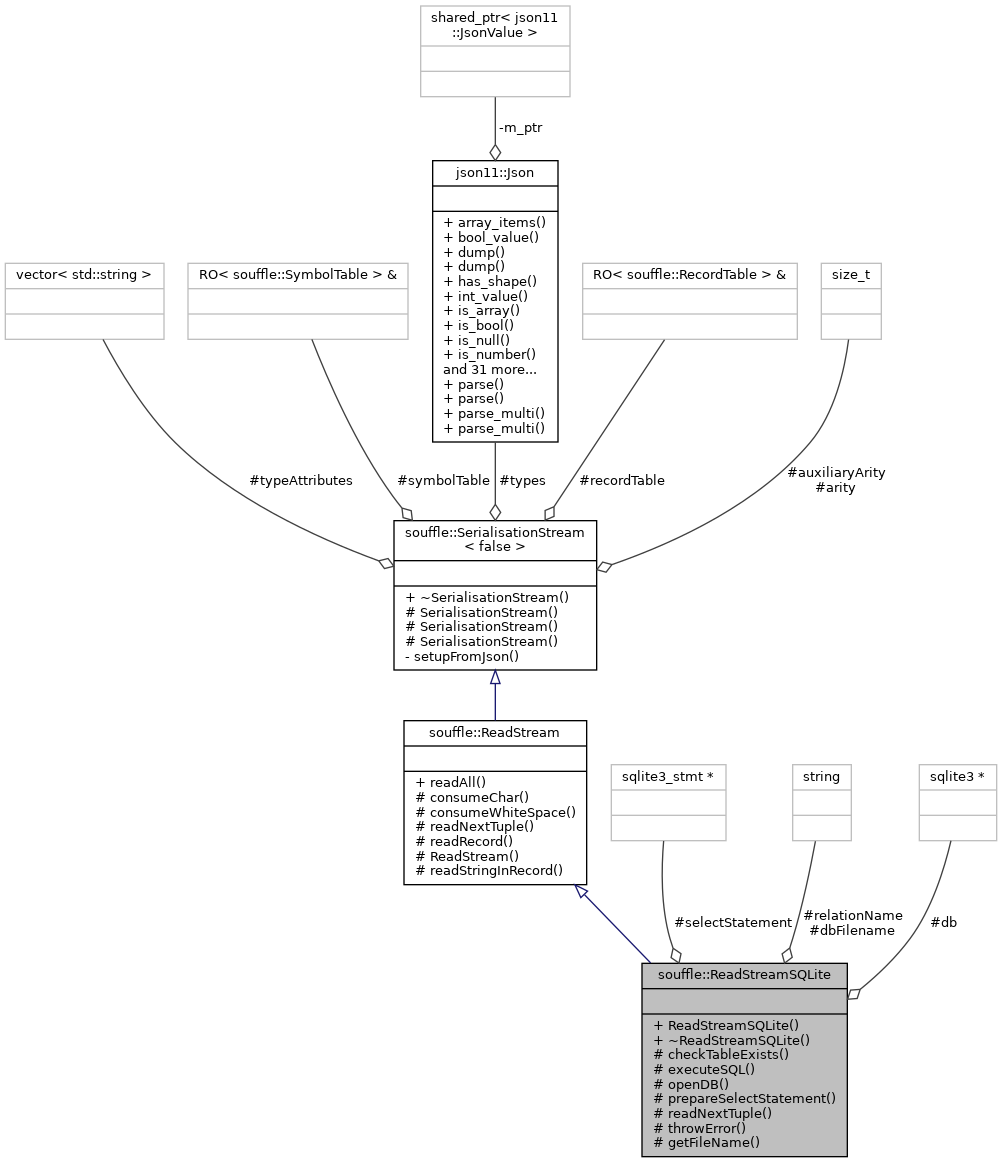 shared_ptr< json11
::JsonValue >
-m_ptr
json11::Json
+ array_items()
+ bool_value()
+ dump()
+ dump()
+ has_shape()
+ int_value()
+ is_array()
+ is_bool()
+ is_null()
+ is_number()
and 31 more...
+ parse()
+ parse()
+ parse_multi()
+ parse_multi()
vector< std::string >
RO< souffle::SymbolTable > &
RO< souffle::RecordTable > &
size_t
#typeAttributes
#symbolTable
#types
#recordTable
#auxiliaryArity
#arity
souffle::SerialisationStream
< false >
+ ~SerialisationStream()
# SerialisationStream()
# SerialisationStream()
# SerialisationStream()
- setupFromJson()
souffle::ReadStream
+ readAll()
# consumeChar()
# consumeWhiteSpace()
# readNextTuple()
# readRecord()
# ReadStream()
# readStringInRecord()
sqlite3_stmt *
string
sqlite3 *
#selectStatement
#relationName
#dbFilename
#db
souffle::ReadStreamSQLite
+ ReadStreamSQLite()
+ ~ReadStreamSQLite()
# checkTableExists()
# executeSQL()
# openDB()
# prepareSelectStatement()
# readNextTuple()
# throwError()
# getFileName()